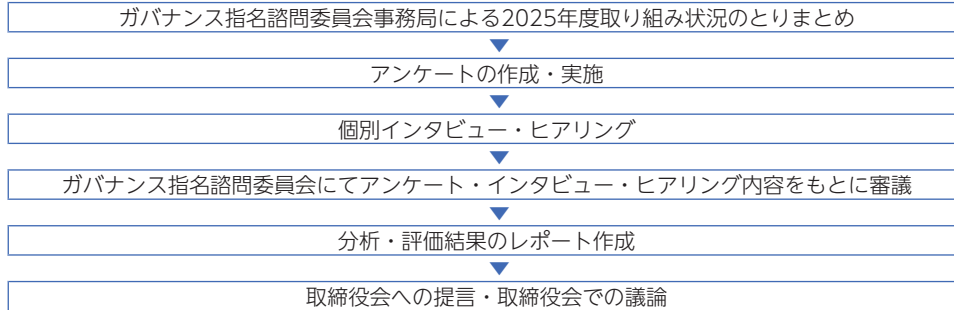 ガバナンス指名諮問委員会事務局による2025年度取り組み状況のとりまとめ
アンケートの作成・実施
個別インタビュー・ヒアリング
ガバナンス指名諮問委員会にてアンケート・インタビュー・ヒアリング内容をもとに審議
分析・評価結果のレポート作成
取締役会への提言・取締役会での議論